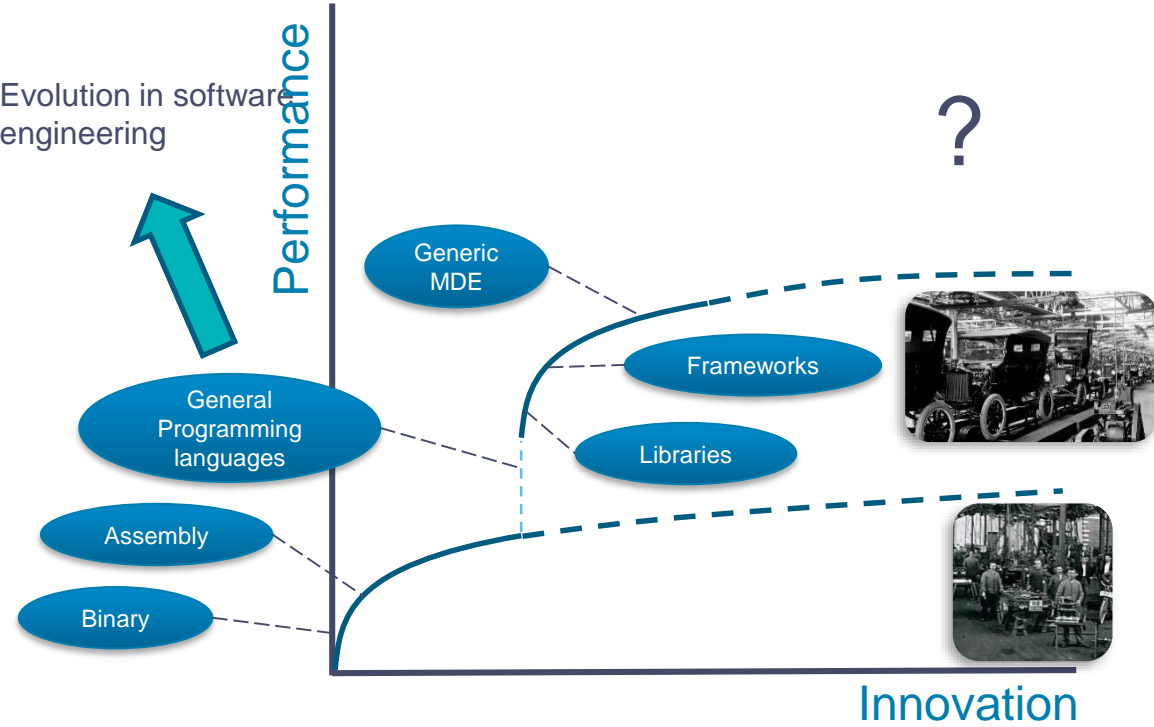 Evolution in software
engineering
Performance
?
Generic
MDE
Frameworks
General
Programming
languages
Libraries
Assembly
Binary
Innovation